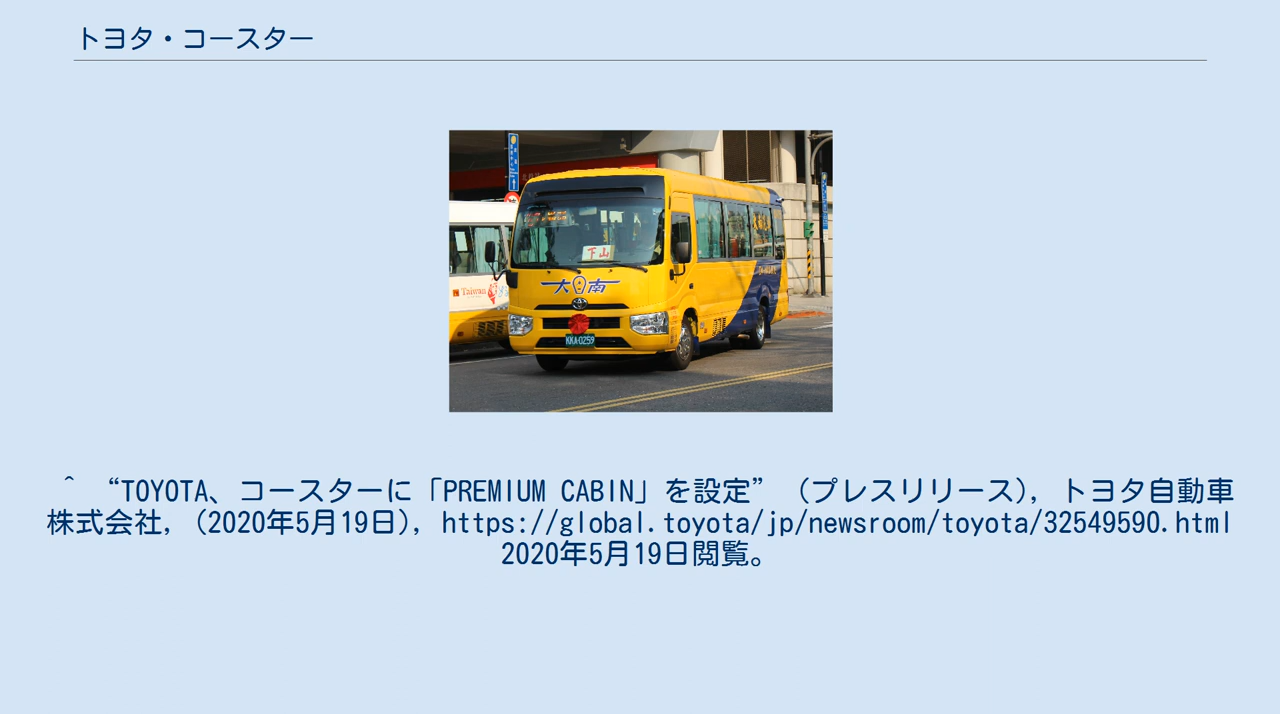 トヨタ・コースター
下山
大南
KKA-0259
Taiwan
^ “TOYOTA、コースターに「PREMIUM CABIN」を設定” (プレスリリース), トヨタ自動車
株式会社, (2020年5月19日), https://global.toyota/jp/newsroom/toyota/32549590.html
2020年5月19日閲覧。